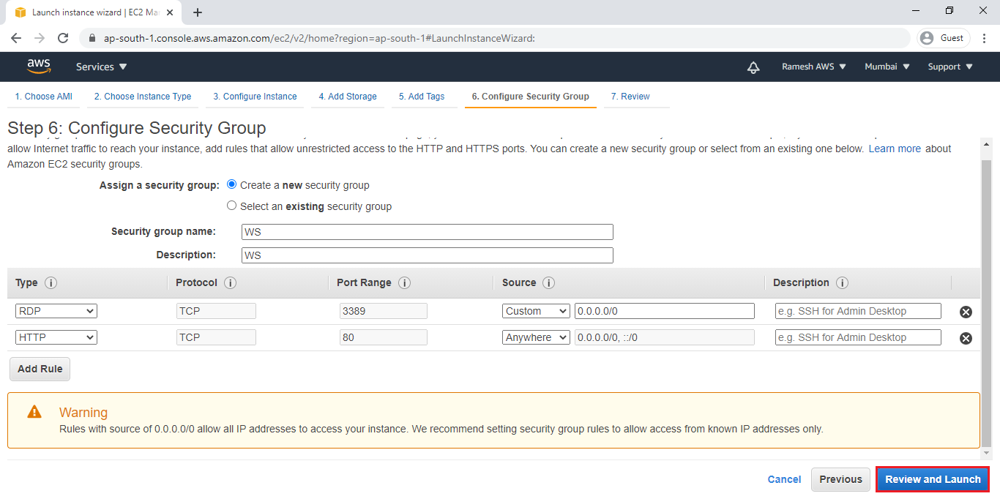 Launch instance wizard | EC2 Mar
ap-south-1.console.aws.amazon.com/ec2/v2/home?region=ap-south-1#LaunchInstanceWizard:
Guest
aws
Services
Ramesh AWS
Mumbai
Support
1. Choose AMI
2. Choose Instance Type
3. Configure Instance
4. Add Storage
5. Add Tags
6. Configure Security Group
7. Review
Step 6: Configure Security Group
allow Internet traffic to reach your instance, add rules that allow unrestricted access to the HTTP and HTTPS ports. You can create a new security group or select from an existing one below. Learn more about
Amazon EC2 security groups.
Assign a security group:
Create a new security group
Select an existing security group
Security group name:
WS
Description:
WS
Type i
Protocol i
Port Range i
Source i
Description i
RDP
TCP
3389
Custom
0.0.0.0/0
e.g. SSH for Admin Desktop
HTTP
TCP
80
Anywhere
0.0.0.0/0, ::/0
e.g. SSH for Admin Desktop
Add Rule
Warning
Rules with source of 0.0.0.0/0 allow all IP addresses to access your instance. We recommend setting security group rules to allow access from known IP addresses only.
Cancel
Previous
Review and Launch